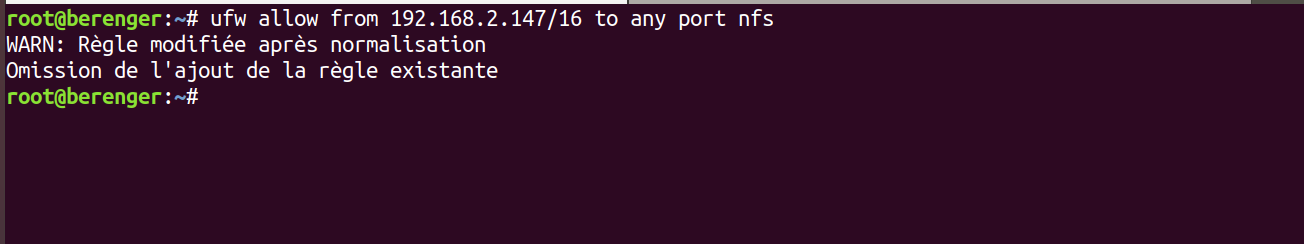 root@berenger:~# ufw allow from 192.168.2.147/16 to any port nfs
WARN: Règle modifiée après normalisation
Omission de l'ajout de la règle existante
root@berenger:~#